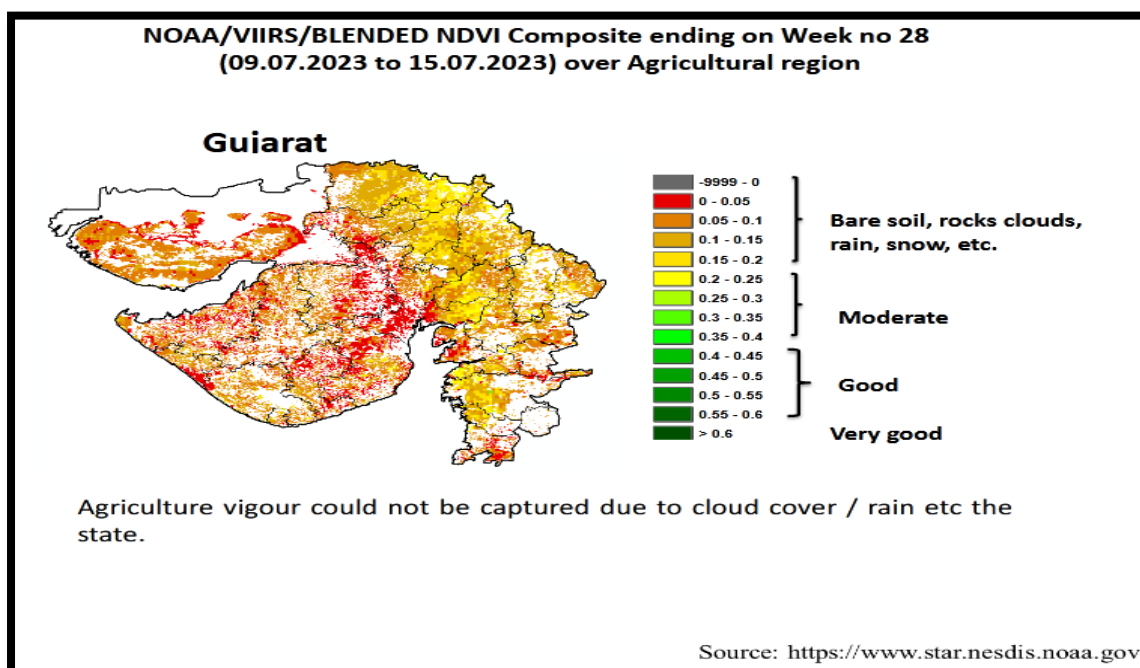 NOAA/VIIRS/BLENDED NDVI Composite ending on Week no 28
(09.07.2023 to 15.07.2023) over Agricultural region
Gujarat
-9999 - 0
0 - 0.05
0.05 - 0.1
0.1 - 0.15
0.15 - 0.2
0.2 - 0.25
0.25 - 0.3
0.3 - 0.35
0.35 - 0.4
0.4 - 0.45
0.45 - 0.5
0.5 - 0.55
0.55 - 0.6
> 0.6
Bare soil, rocks clouds,
rain, snow, etc.
Moderate
Good
Very good
Agriculture vigour could not be captured due to cloud cover / rain etc the
state.
Source: https://www.star.nesdis.noaa.gov